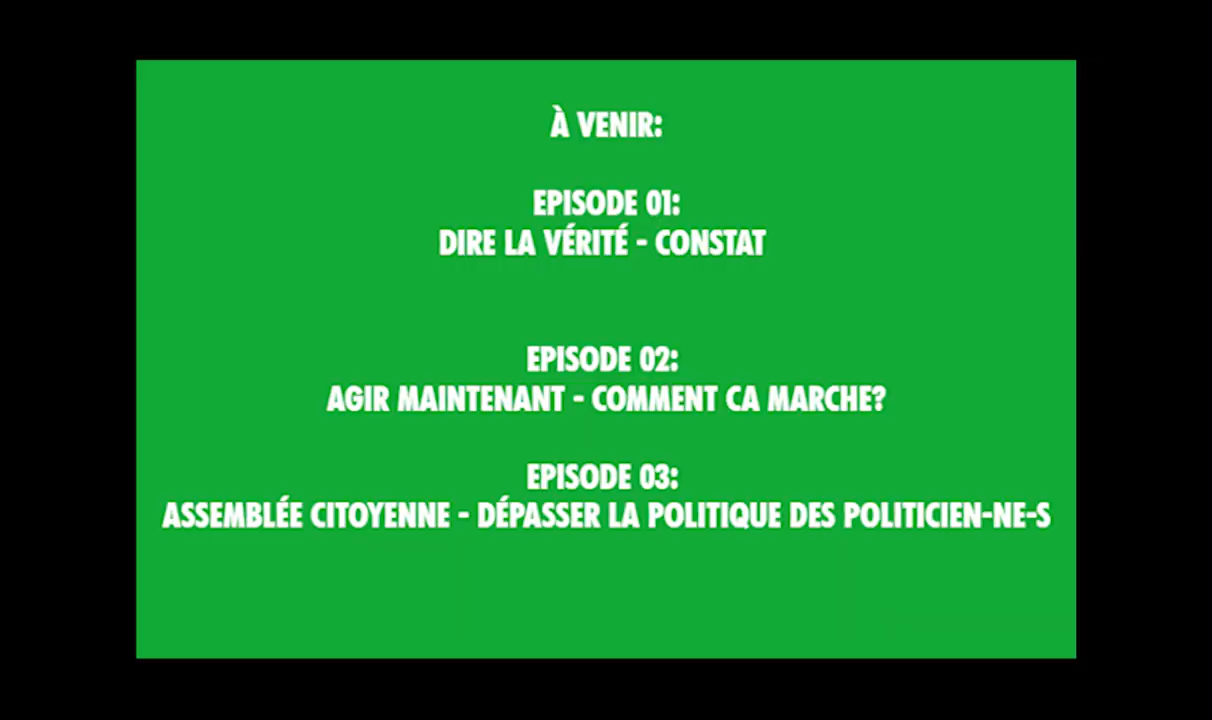 À VENIR:
EPISODE 01:
DIRE LA VÉRITÉ - CONSTAT
EPISODE 02:
AGIR MAINTENANT - COMMENT CA MARCHE?
EPISODE 03:
ASSEMBLÉE CITOYENNE - DÉPASSER LA POLITIQUE DES POLITICIEN-NE-S